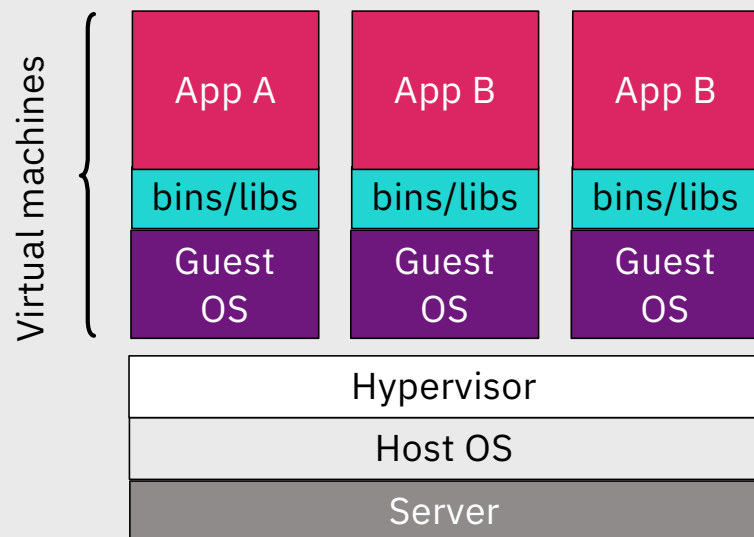 Virtual machines
App A
App B
App B
bins/libs
bins/libs
bins/libs
Guest
OS
Guest
OS
Guest
OS
Hypervisor
Host OS
Server